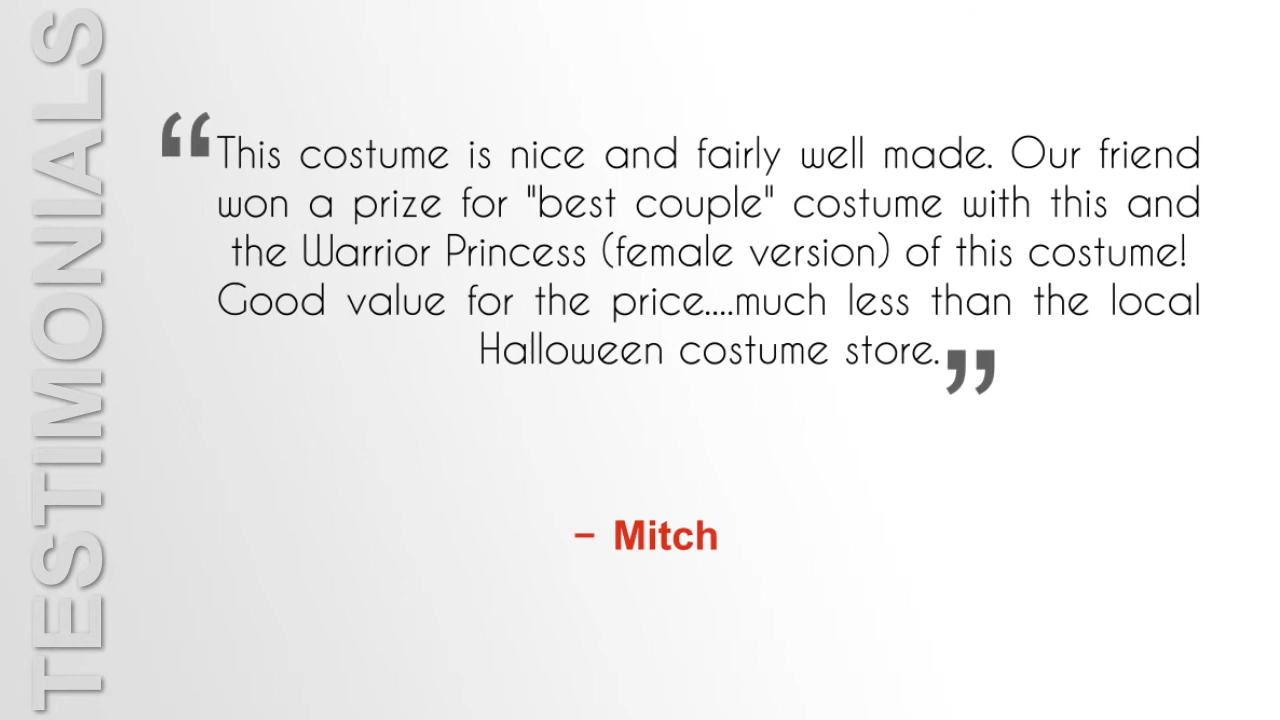 TESTIMONIALS
“This costume is nice and fairly well made. Our friend
won a prize for "best couple" costume with this and
the Warrior Princess (female version) of this costume!
Good value for the price....much less than the local
Halloween costume store.”
– Mitch